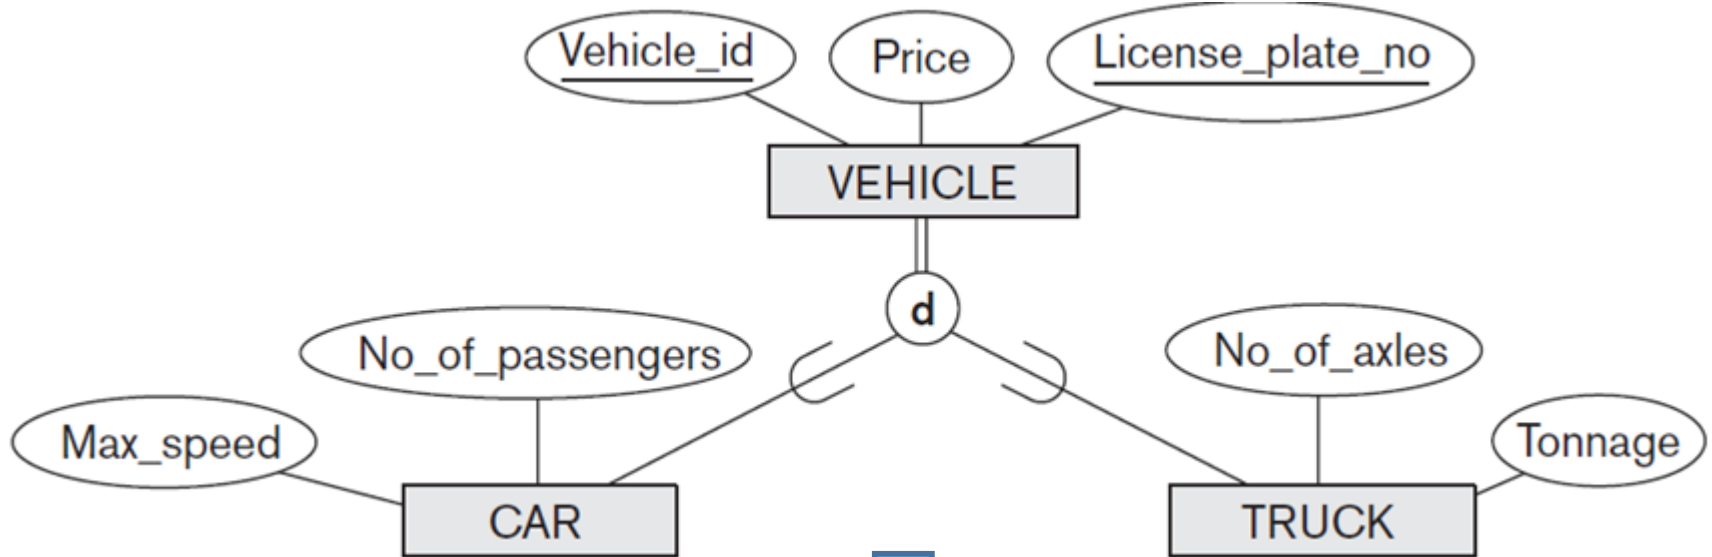 Vehicle_id
Price
License_plate_no
VEHICLE
d
No_of_passengers
No_of_axles
Max_speed
Tonnage
CAR
TRUCK